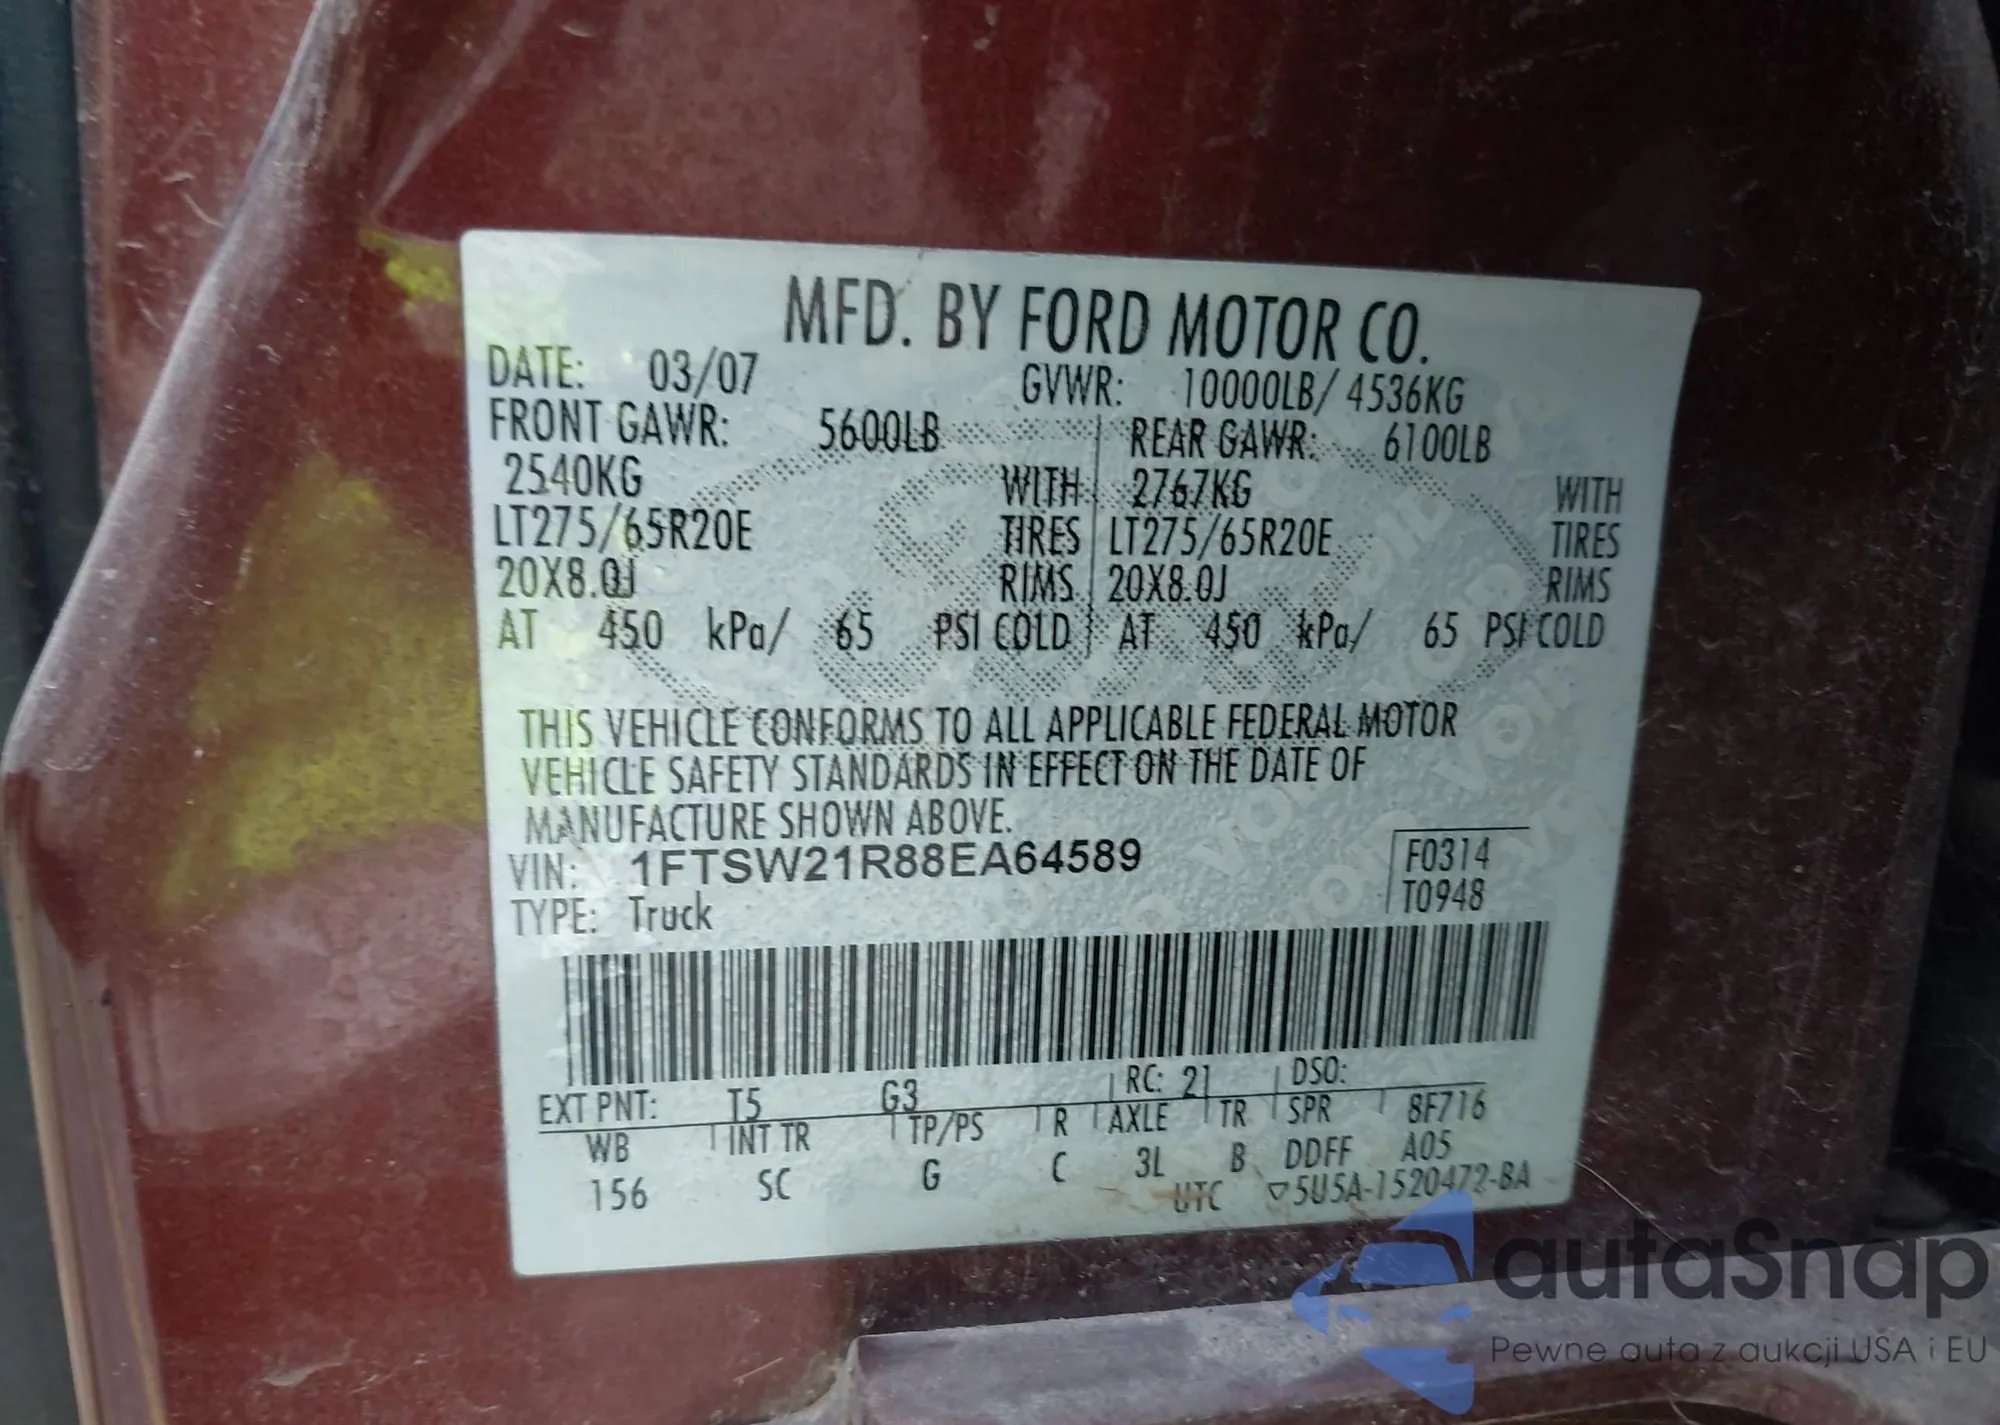 MFD. BY FORD MOTOR CO.
DATE: 03/07 GVWR: 10000LB/ 4536KG
FRONT GAWR: 5600LB REAR GAWR: 6100LB
2540KG WITH 2767KG WITH
LT275/65R20E TIRES LT275/65R20E TIRES
20X8.0J RIMS 20X8.0J RIMS
AT 450 kPa/ 65 PSI COLD AT 450 kPa/ 65 PSI COLD
THIS VEHICLE CONFORMS TO ALL APPLICABLE FEDERAL MOTOR
VEHICLE SAFETY STANDARDS IN EFFECT ON THE DATE OF
MANUFACTURE SHOWN ABOVE.
VIN: 1FTSW21R88EA64589 F0314
TYPE: Truck T0948
EXT PNT: T5 G3 RC: 21 DSO:
WB INT TR TP/PS R AXLE TR SPR 8F716
156 SC G C 3L B DDFF A05
UTC ▽5U5A-1520472-BA
autaSnap
Pewne auta z aukcji USA i EU